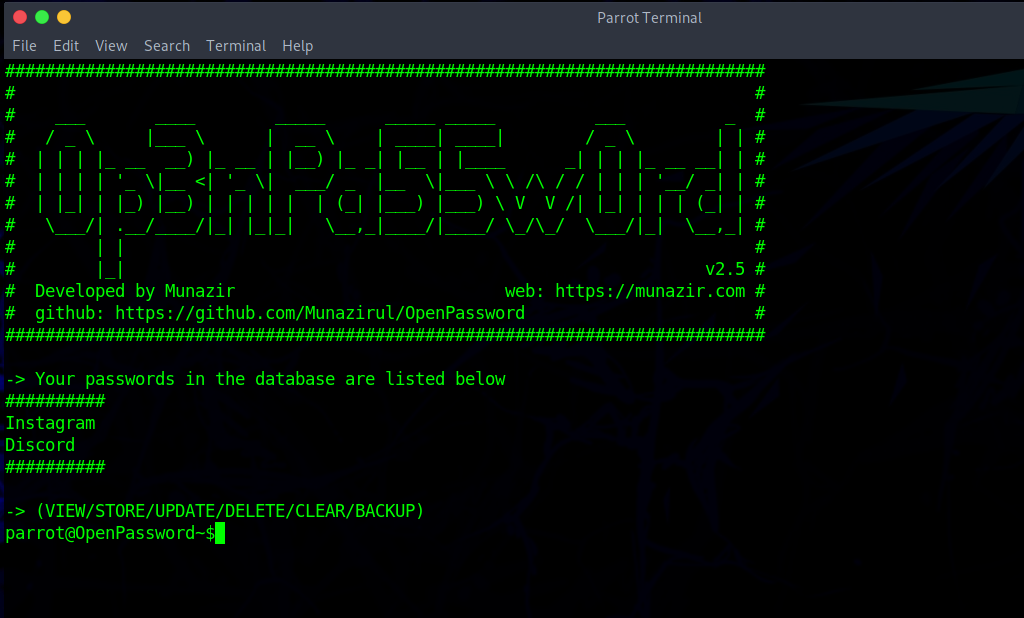 Parrot Terminal
File Edit View Search Terminal Help
############################################################################
Op3nPa55w0rd
v2.5
# Developed by Munazir web: https://munazir.com #
# github: https://github.com/Munazirul/OpenPassword #
############################################################################
-> Your passwords in the database are listed below
##########
Instagram
Discord
##########
-> (VIEW/STORE/UPDATE/DELETE/CLEAR/BACKUP)
parrot@OpenPassword~$